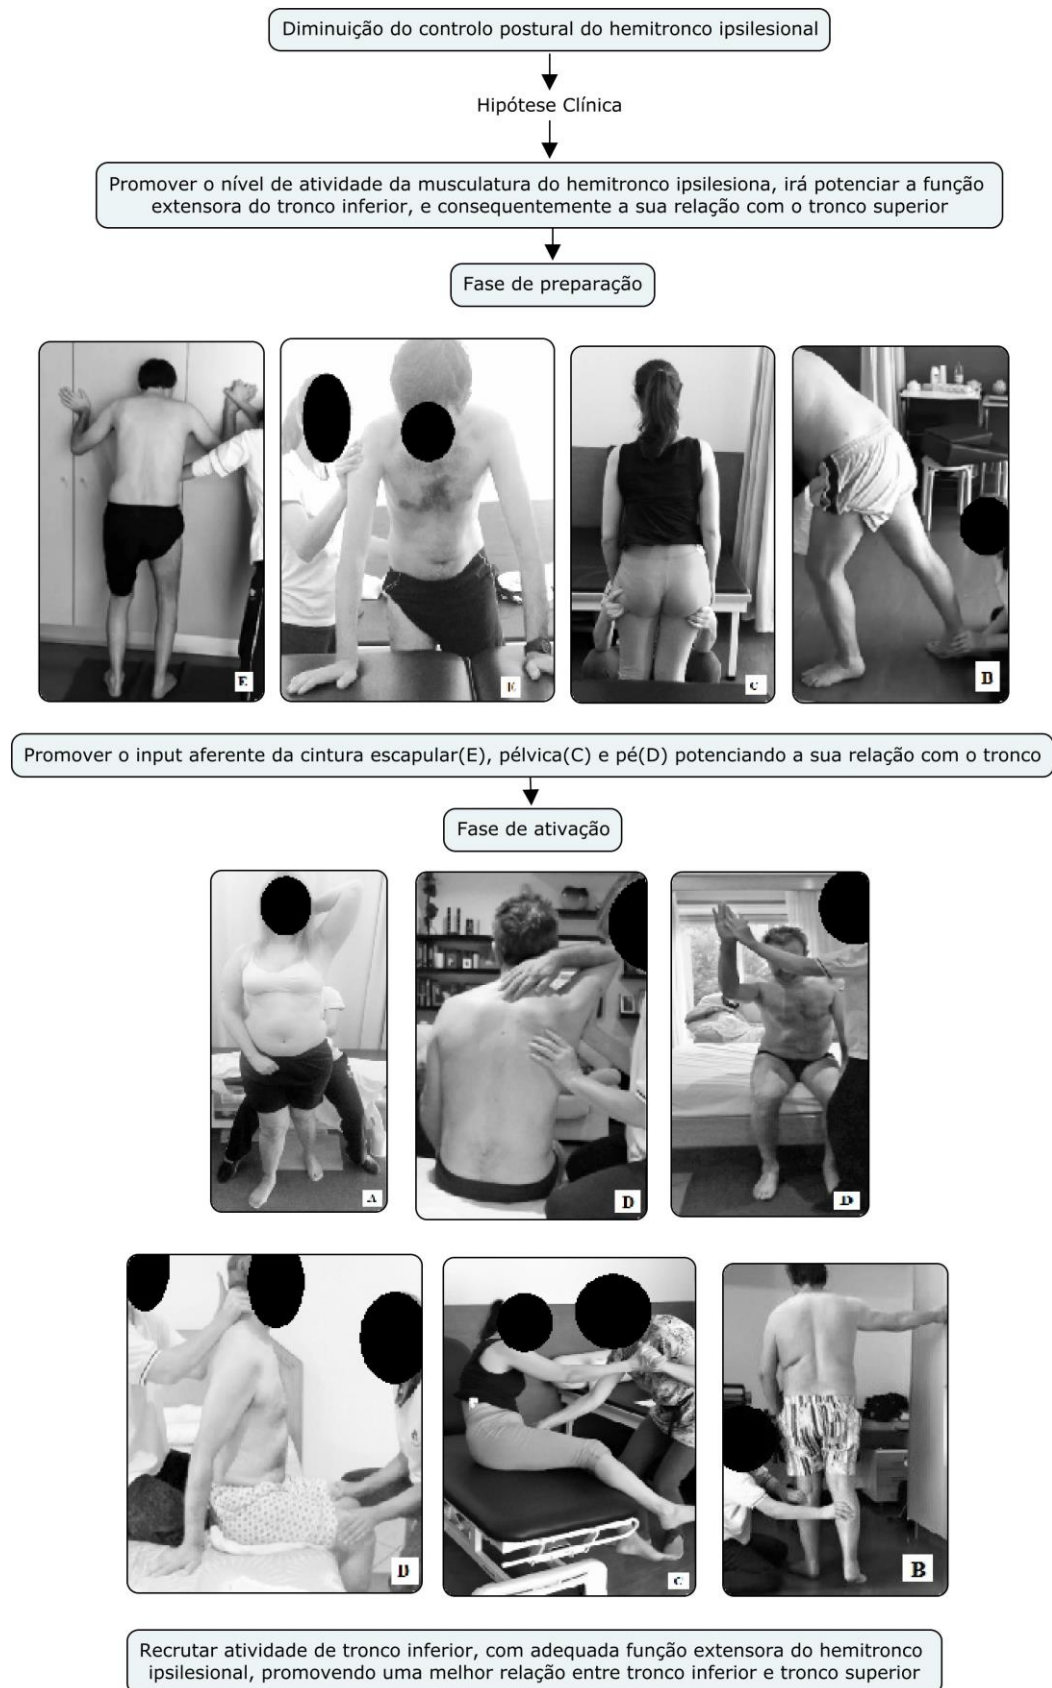 Diminuição do controlo postural do hemitronco ipsilesional
Hipótese Clínica
Promover o nível de atividade da musculatura do hemitronco ipsilesiona, irá potenciar a função
extensora do tronco inferior, e consequentemente a sua relação com o tronco superior
Fase de preparação
E
E
C
D
Promover o input aferente da cintura escapular(E), pélvica(C) e pé(D) potenciando a sua relação com o tronco
Fase de ativação
A
D
D
D
C
B
Recrutar atividade de tronco inferior, com adequada função extensora do hemitronco
ipsilesional, promovendo uma melhor relação entre tronco inferior e tronco superior